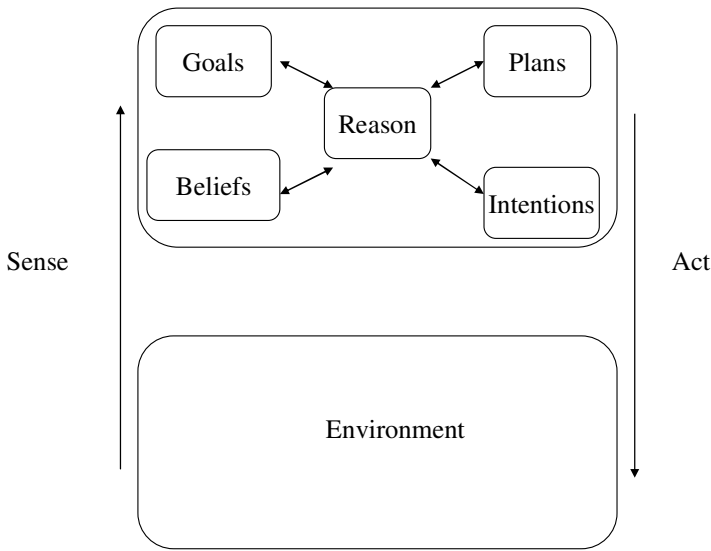 Goals
Plans
Reason
Beliefs
Intentions
Sense
Act
Environment